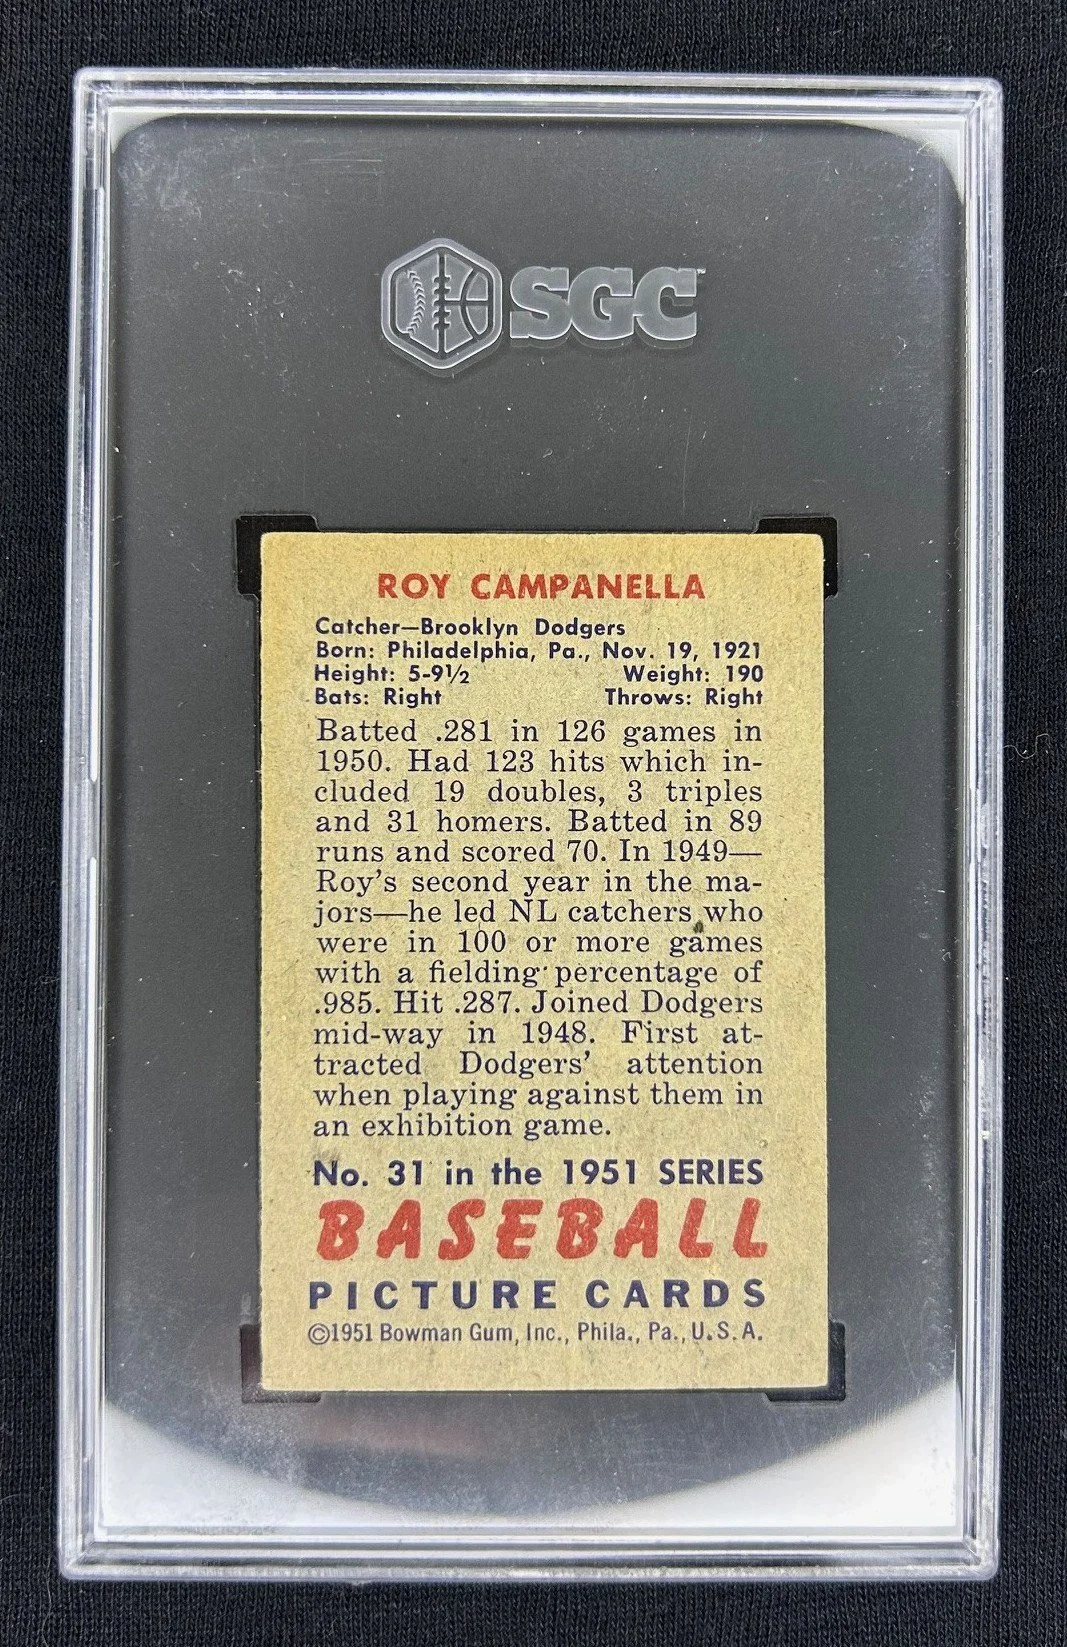 SGC
ROY CAMPANELLA
Catcher—Brooklyn Dodgers
Born: Philadelphia, Pa., Nov. 19, 1921
Height: 5-9½ Weight: 190
Bats: Right Throws: Right
Batted .281 in 126 games in
1950. Had 123 hits which in-
cluded 19 doubles, 3 triples
and 31 homers. Batted in 89
runs and scored 70. In 1949—
Roy's second year in the ma-
jors—he led NL catchers who
were in 100 or more games
with a fielding percentage of
.985. Hit .287. Joined Dodgers
mid-way in 1948. First at-
tracted Dodgers' attention
when playing against them in
an exhibition game.
No. 31 in the 1951 SERIES
BASEBALL
PICTURE CARDS
©1951 Bowman Gum, Inc., Phila., Pa., U.S.A.